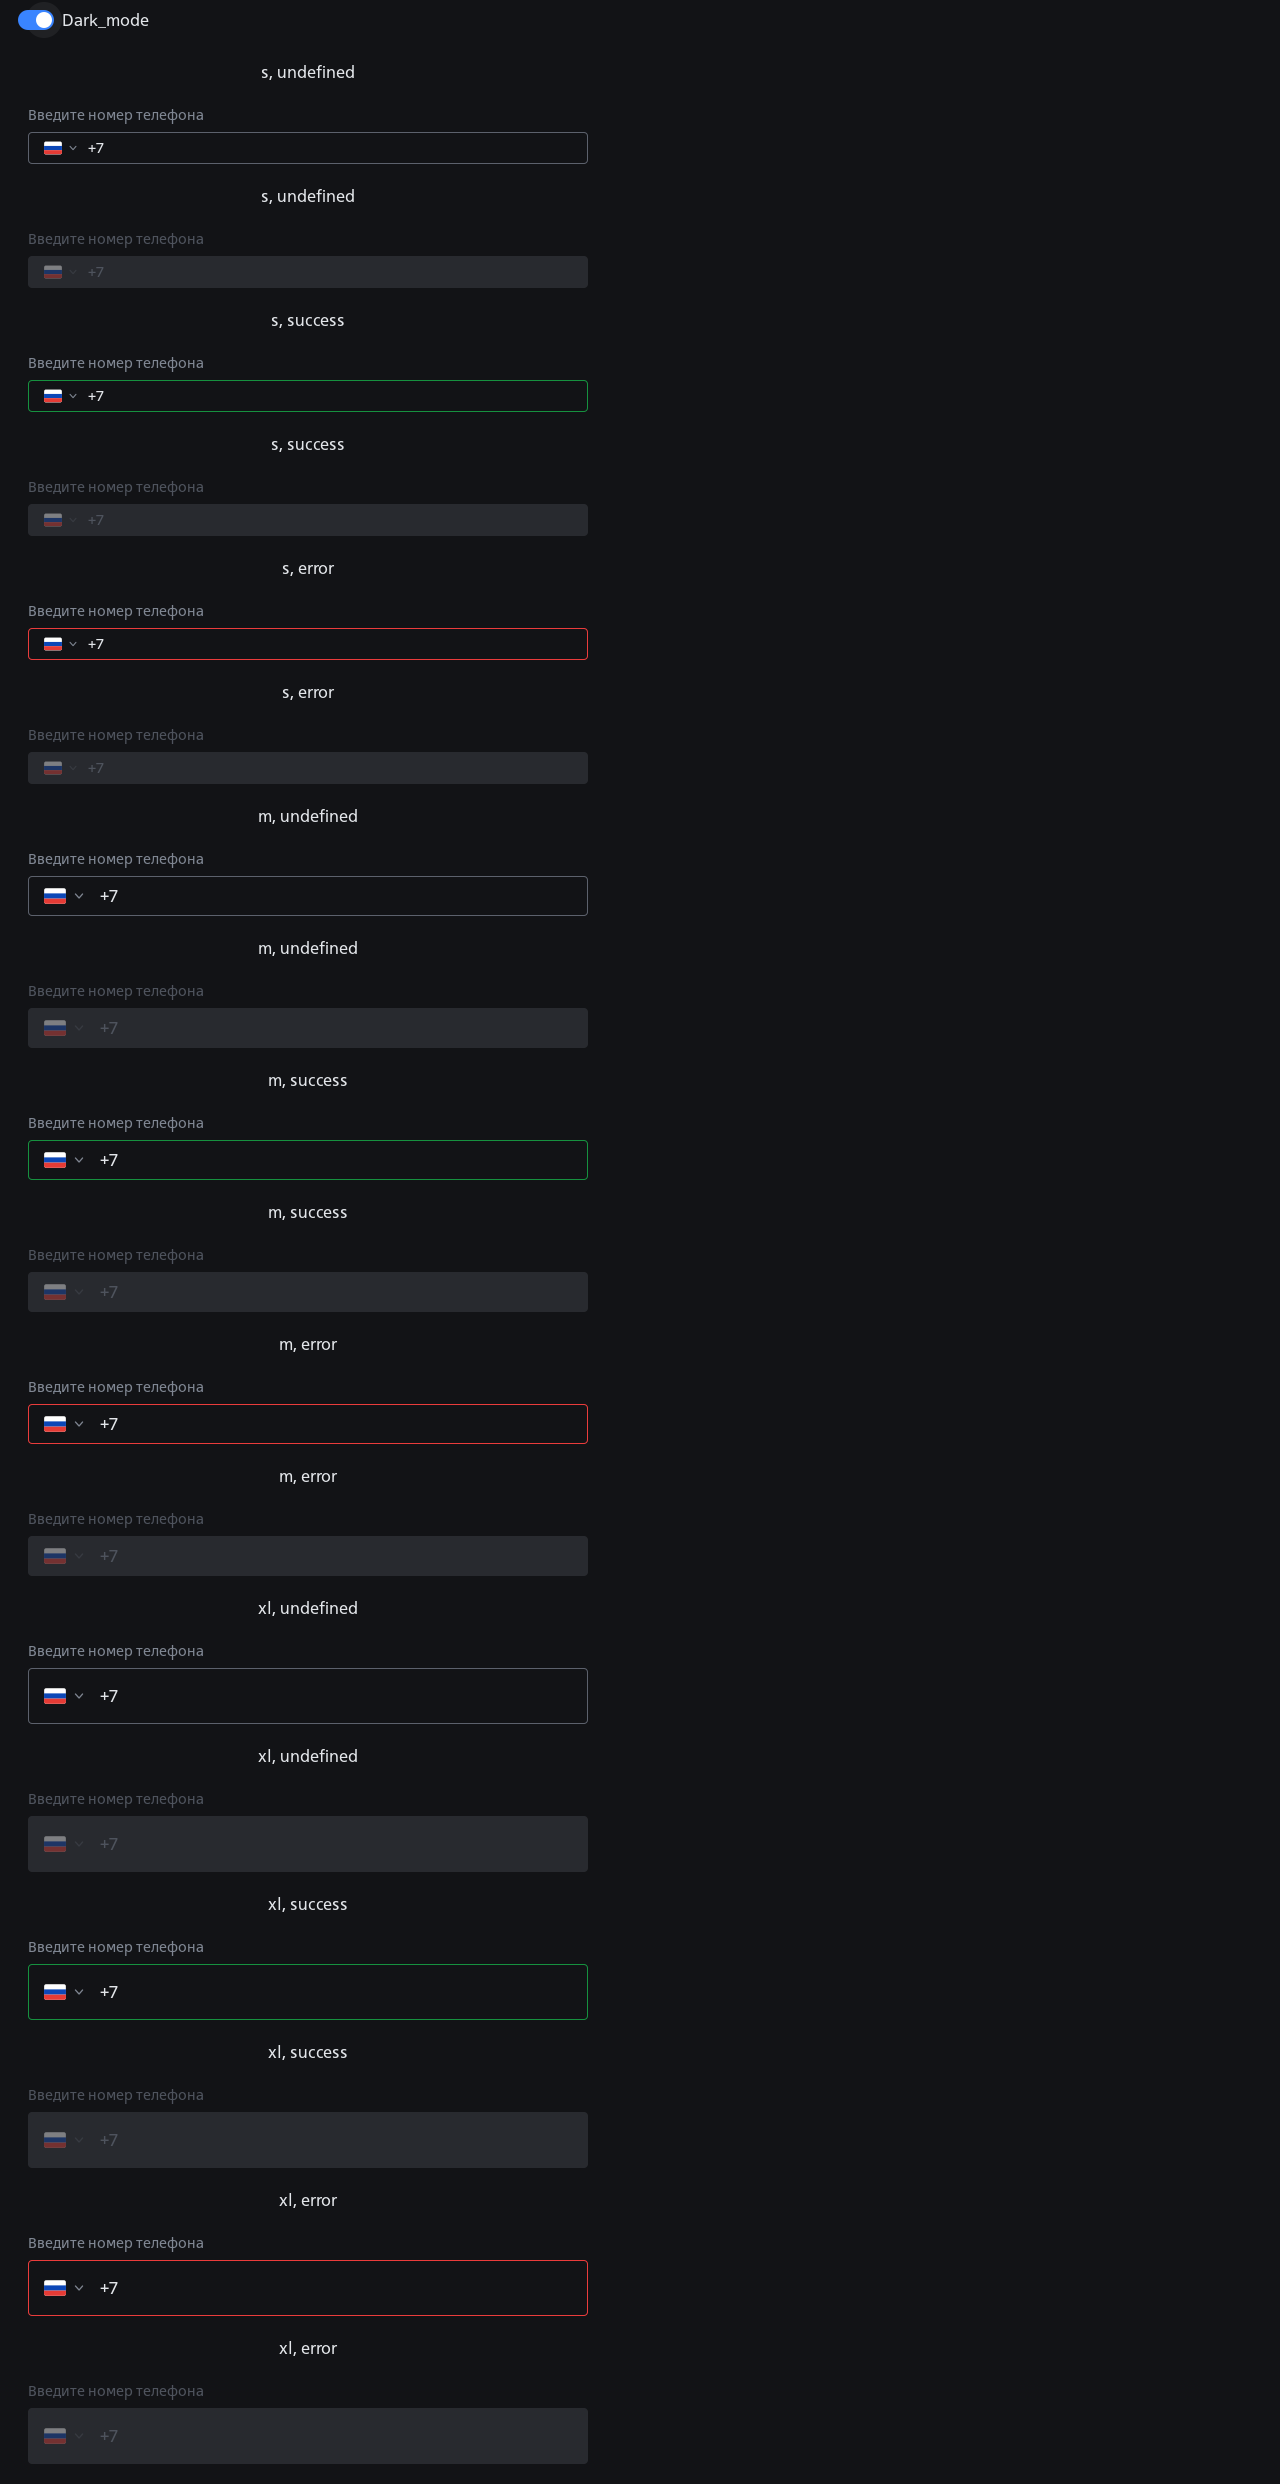 Dark_mode
s, undefined
Введите номер телефона
+7
s, undefined
Введите номер телефона
+7
s, success
Введите номер телефона
+7
s, success
Введите номер телефона
+7
s, error
Введите номер телефона
+7
s, error
Введите номер телефона
+7
m, undefined
Введите номер телефона
+7
m, undefined
Введите номер телефона
+7
m, success
Введите номер телефона
+7
m, success
Введите номер телефона
+7
m, error
Введите номер телефона
+7
m, error
Введите номер телефона
+7
xl, undefined
Введите номер телефона
+7
xl, undefined
Введите номер телефона
+7
xl, success
Введите номер телефона
+7
xl, success
Введите номер телефона
+7
xl, error
Введите номер телефона
+7
xl, error
Введите номер телефона
+7